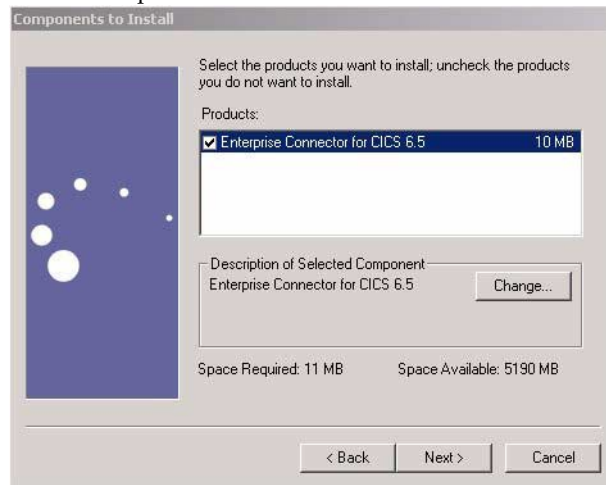 Components to Install
Select the products you want to install; uncheck the products
you do not want to install.
Products:
Enterprise Connector for CICS 6.5 10 MB
Description of Selected Component
Enterprise Connector for CICS 6.5
Change...
Space Required: 11 MB Space Available: 5190 MB
< Back Next > Cancel